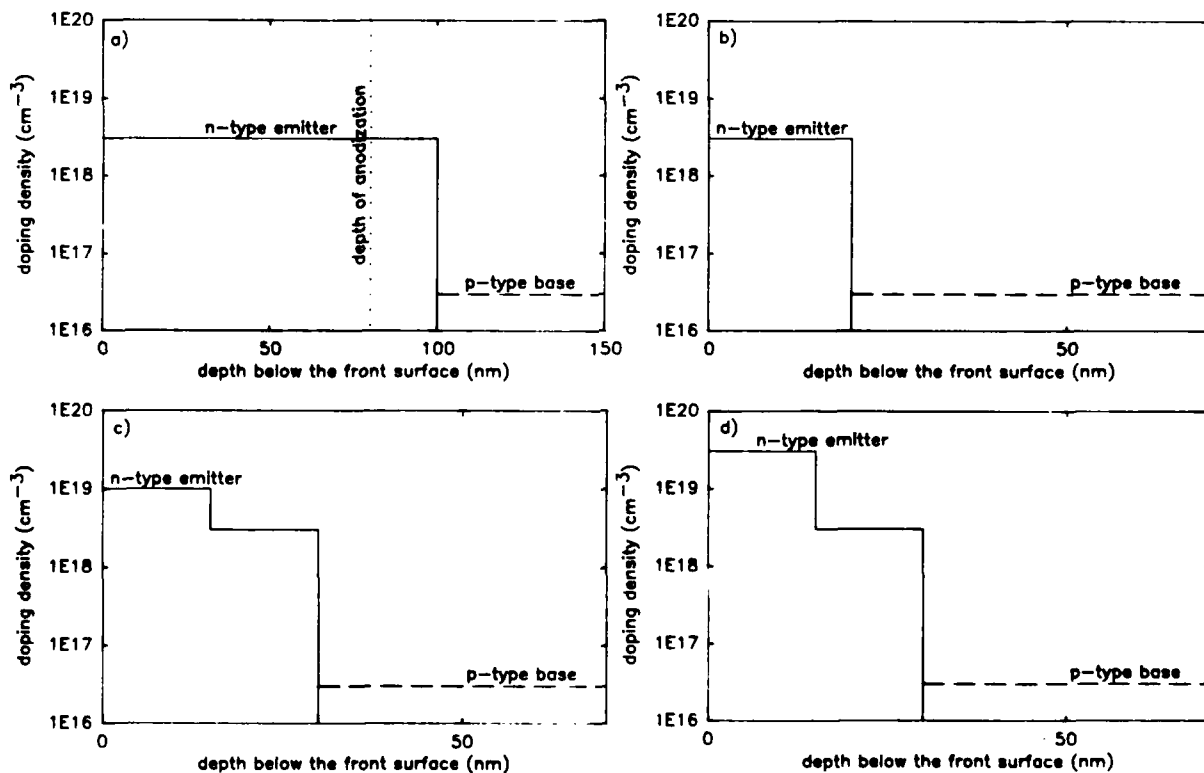 a)
doping density (cm⁻³)
1E20
1E19
1E18
1E17
1E16
n-type emitter
depth of anodization
p-type base
0
50
100
150
depth below the front surface (nm)
b)
doping density (cm⁻³)
1E20
1E19
1E18
1E17
1E16
n-type emitter
p-type base
0
50
depth below the front surface (nm)
c)
doping density (cm⁻³)
1E20
1E19
1E18
1E17
1E16
n-type emitter
p-type base
0
50
depth below the front surface (nm)
d)
doping density (cm⁻³)
1E20
1E19
1E18
1E17
1E16
n-type emitter
p-type base
0
50
depth below the front surface (nm)